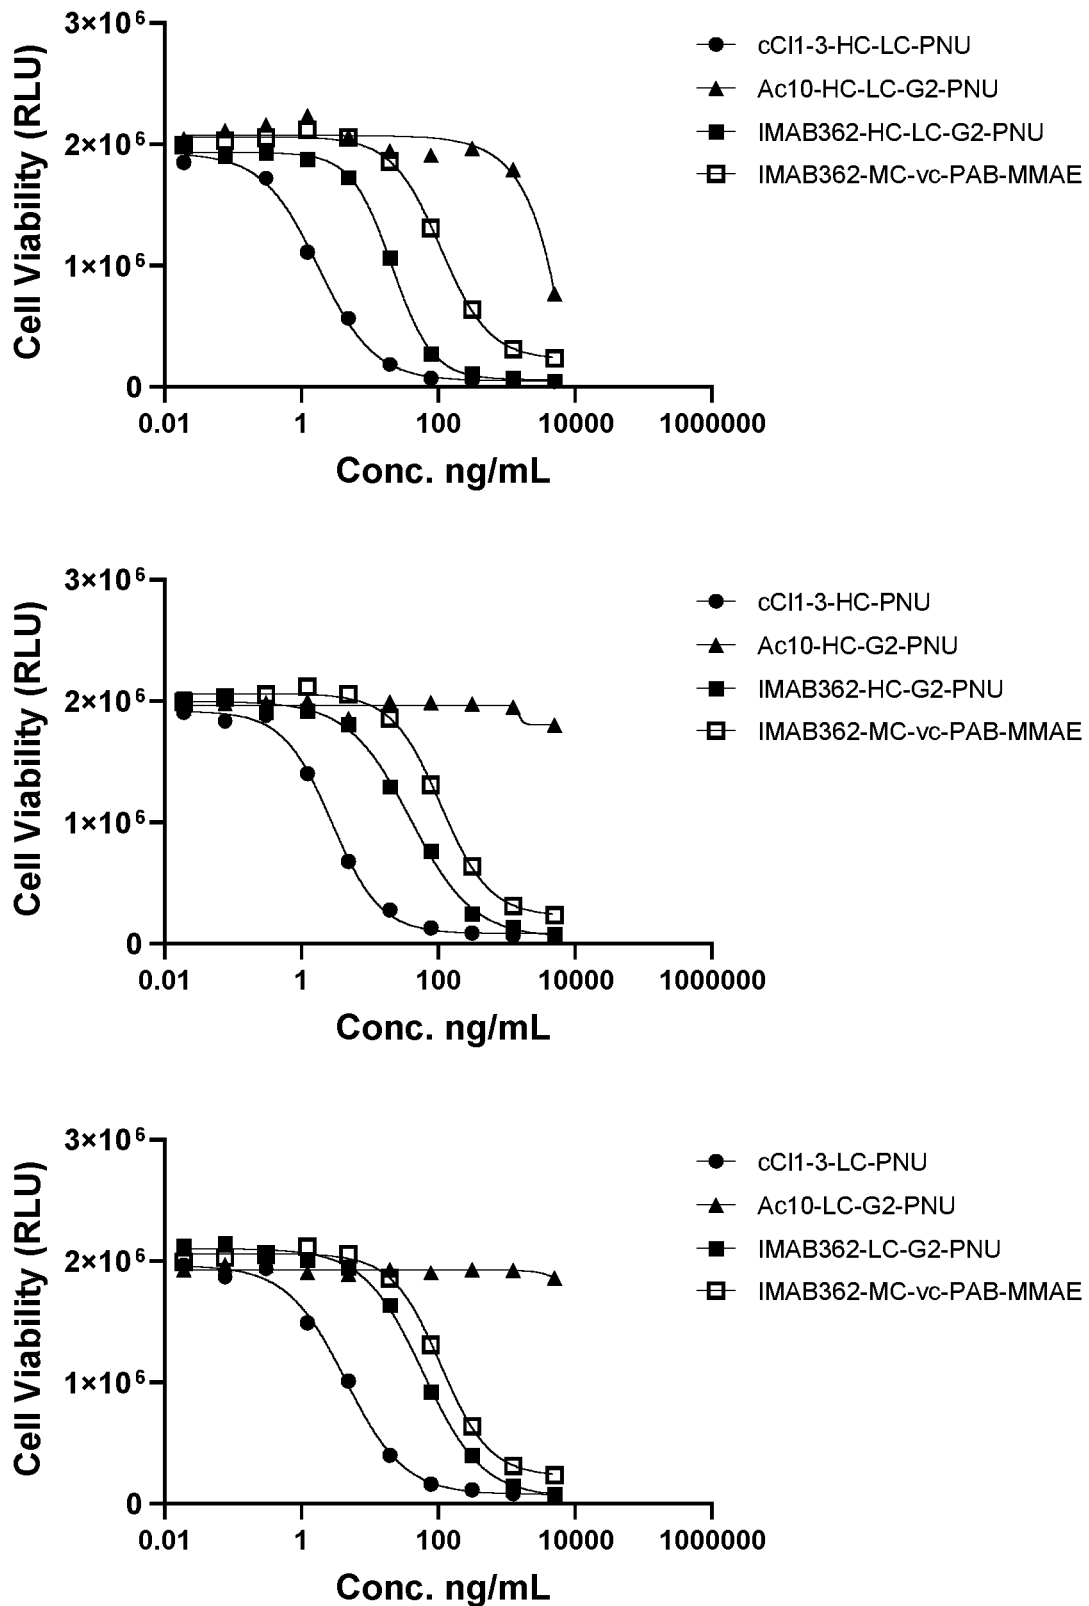 3×10⁶
2×10⁶
1×10⁶
0
Cell Viability (RLU)
0.01 1 100 10000 1000000
Conc. ng/mL
cCl1-3-HC-LC-PNU
Ac10-HC-LC-G2-PNU
IMAB362-HC-LC-G2-PNU
IMAB362-MC-vc-PAB-MMAE
3×10⁶
2×10⁶
1×10⁶
0
Cell Viability (RLU)
0.01 1 100 10000 1000000
Conc. ng/mL
cCl1-3-HC-PNU
Ac10-HC-G2-PNU
IMAB362-HC-G2-PNU
IMAB362-MC-vc-PAB-MMAE
3×10⁶
2×10⁶
1×10⁶
0
Cell Viability (RLU)
0.01 1 100 10000 1000000
Conc. ng/mL
cCl1-3-LC-PNU
Ac10-LC-G2-PNU
IMAB362-LC-G2-PNU
IMAB362-MC-vc-PAB-MMAE